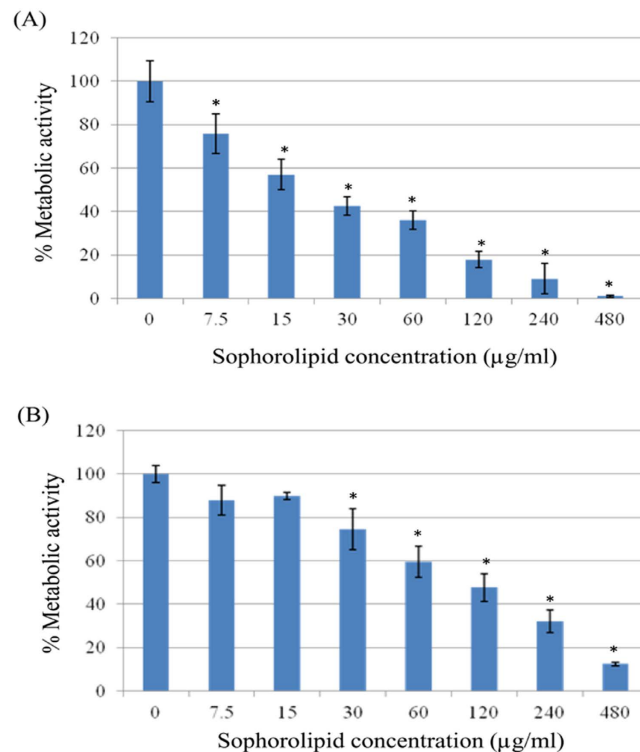 (A)
120
100
80
60
40
20
0
% Metabolic activity
* * * * * * *
0 7.5 15 30 60 120 240 480
Sophorolipid concentration (µg/ml)
(B)
120
100
80
60
40
20
0
% Metabolic activity
* * * * *
0 7.5 15 30 60 120 240 480
Sophorolipid concentration (µg/ml)